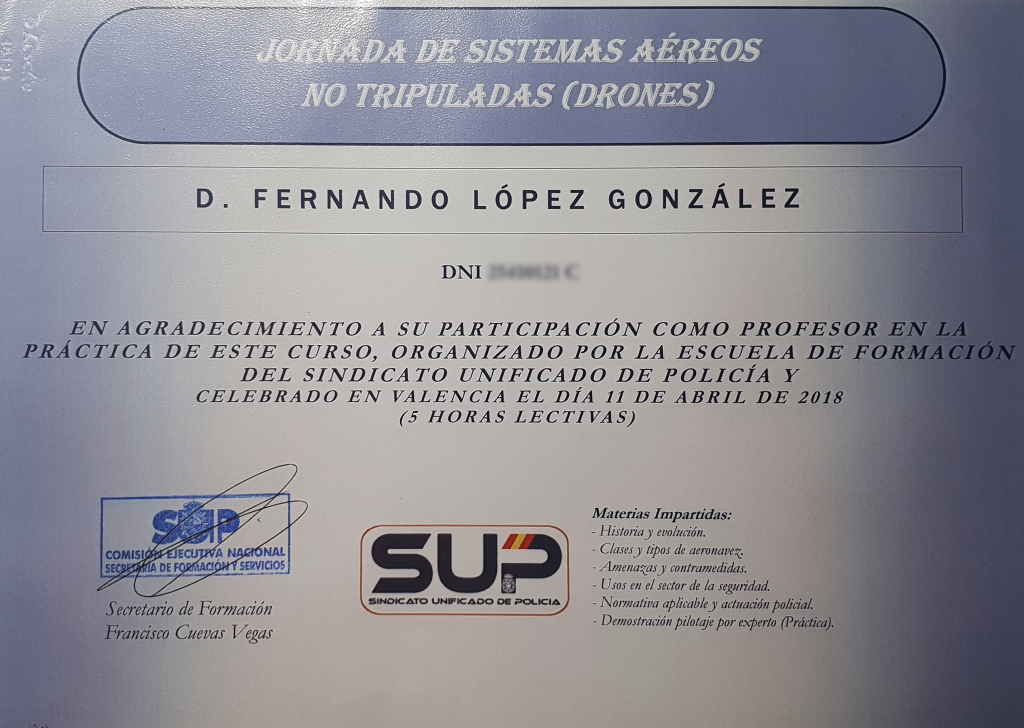 JORNADA DE SISTEMAS AÉREOS
NO TRIPULADAS (DRONES)
D. FERNANDO LÓPEZ GONZÁLEZ
DNI
EN AGRADECIMIENTO A SU PARTICIPACIÓN COMO PROFESOR EN LA
PRÁCTICA DE ESTE CURSO, ORGANIZADO POR LA ESCUELA DE FORMACIÓN
DEL SINDICATO UNIFICADO DE POLICÍA Y
CELEBRADO EN VALENCIA EL DÍA 11 DE ABRIL DE 2018
(5 HORAS LECTIVAS)
SUP
COMISIÓN EJECUTIVA NACIONAL
SECRETARIA DE FORMACIÓN Y SERVICIOS
Secretario de Formación
Francisco Cuevas Vegas
SUP
SINDICATO UNIFICADO DE POLICIA
Materias Impartidas:
- Historia y evolución.
- Clases y tipos de aeronavez.
- Amenazas y contramedidas.
- Usos en el sector de la seguridad.
- Normativa aplicable y actuación policial.
- Demostración pilotaje por experto (Práctica).